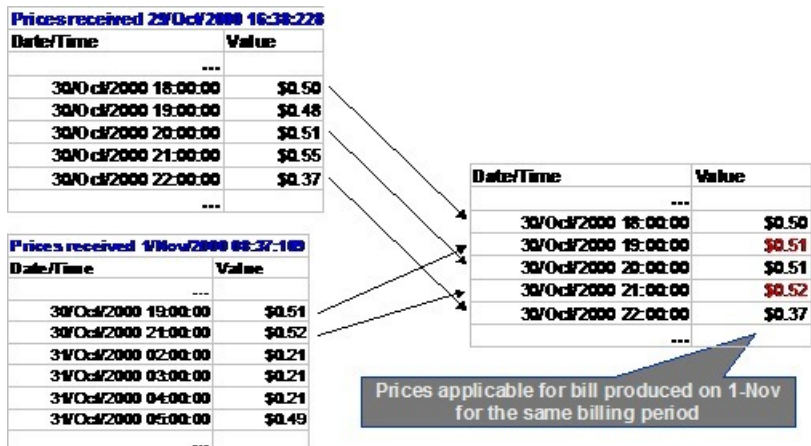 Prices received 29/Oct/2000 16:38:228
Date/Time Value
...
30/Oct/2000 18:00:00 $0.50
30/Oct/2000 19:00:00 $0.48
30/Oct/2000 20:00:00 $0.51
30/Oct/2000 21:00:00 $0.55
30/Oct/2000 22:00:00 $0.37
...
Prices received 1/Nov/2000 08:37:109
Date/Time Value
...
30/Oct/2000 19:00:00 $0.51
30/Oct/2000 21:00:00 $0.52
31/Oct/2000 02:00:00 $0.21
31/Oct/2000 03:00:00 $0.21
31/Oct/2000 04:00:00 $0.21
31/Oct/2000 05:00:00 $0.49
...
Date/Time Value
...
30/Oct/2000 18:00:00 $0.50
30/Oct/2000 19:00:00 $0.51
30/Oct/2000 20:00:00 $0.51
30/Oct/2000 21:00:00 $0.52
30/Oct/2000 22:00:00 $0.37
...
Prices applicable for bill produced on 1-Nov
for the same billing period